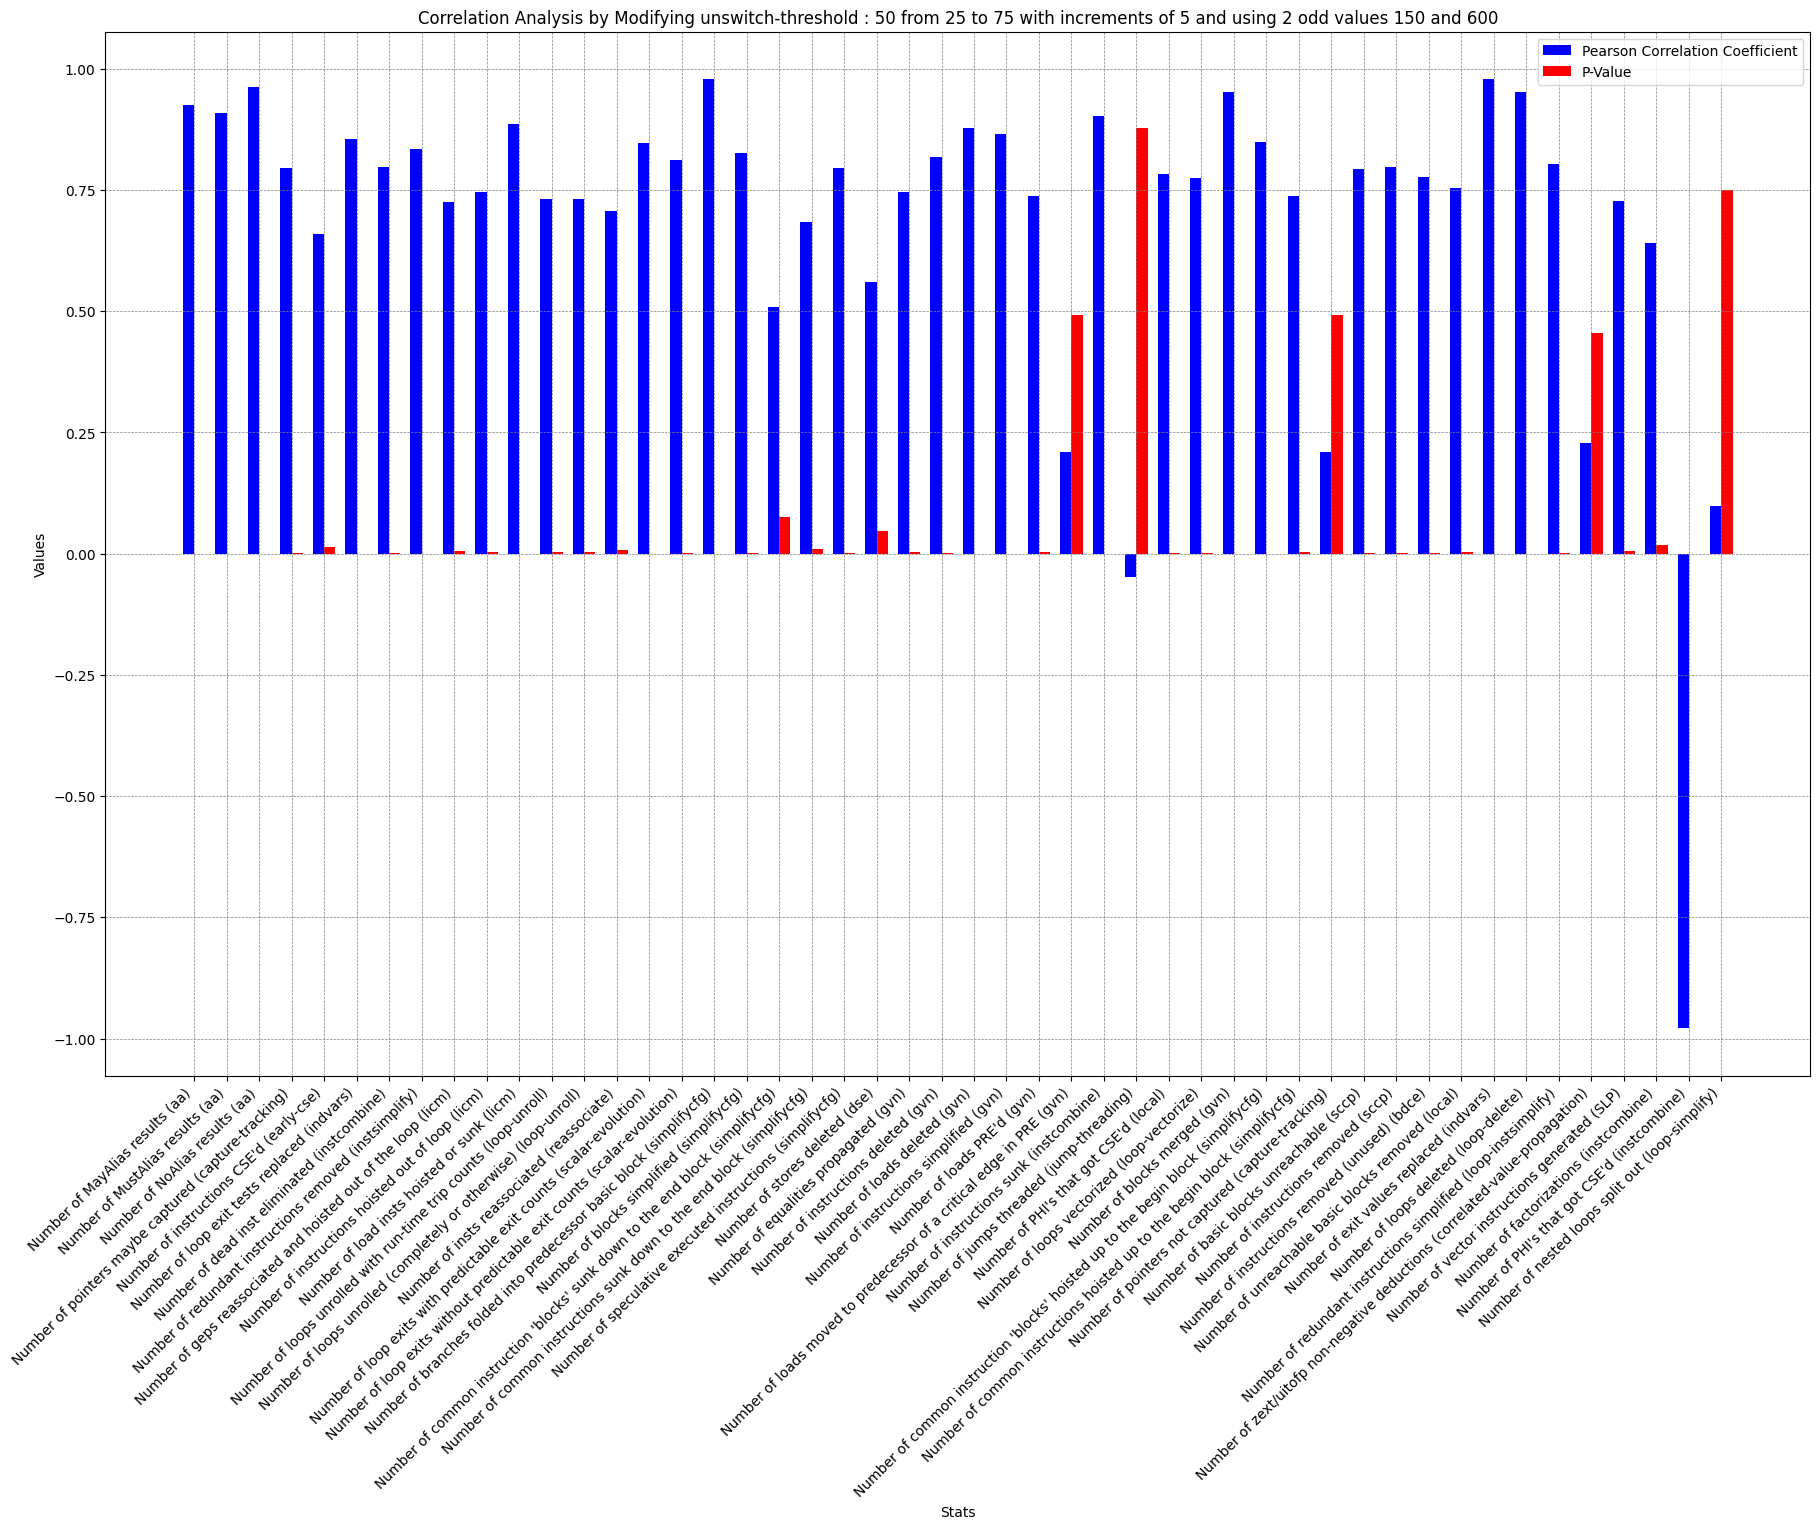 Correlation Analysis by Modifying unswitch-threshold : 50 from 25 to 75 with increments of 5 and using 2 odd values 150 and 600
Pearson Correlation Coefficient
P-Value
Values
1.00
0.75
0.50
0.25
0.00
−0.25
−0.50
−0.75
−1.00
Number of MayAlias results (aa)
Number of MustAlias results (aa)
Number of NoAlias results (aa)
Number of pointers maybe captured (capture-tracking)
Number of instructions CSE'd (early-cse)
Number of loop exit tests replaced (indvars)
Number of dead inst eliminated (instcombine)
Number of redundant instructions removed (instsimplify)
Number of geps reassociated and hoisted out of the loop (licm)
Number of instructions hoisted out of loop (licm)
Number of load insts hoisted or sunk (licm)
Number of loops unrolled with run-time trip counts (loop-unroll)
Number of loops unrolled (completely or otherwise) (loop-unroll)
Number of insts reassociated (reassociate)
Number of loop exits with predictable exit counts (scalar-evolution)
Number of loop exits without predictable exit counts (scalar-evolution)
Number of branches folded into predecessor basic block (simplifycfg)
Number of blocks simplified (simplifycfg)
Number of common instruction 'blocks' sunk down to the end block (simplifycfg)
Number of common instructions sunk down to the end block (simplifycfg)
Number of speculative executed instructions (simplifycfg)
Number of stores deleted (dse)
Number of equalities propagated (gvn)
Number of instructions deleted (gvn)
Number of loads deleted (gvn)
Number of instructions simplified (gvn)
Number of loads PRE'd (gvn)
Number of loads moved to predecessor of a critical edge in PRE (gvn)
Number of instructions sunk (instcombine)
Number of jumps threaded (jump-threading)
Number of PHI's that got CSE'd (local)
Number of loops vectorized (loop-vectorize)
Number of blocks merged (gvn)
Number of common instruction 'blocks' hoisted up to the begin block (simplifycfg)
Number of common instructions hoisted up to the begin block (simplifycfg)
Number of pointers not captured (capture-tracking)
Number of basic blocks unreachable (sccp)
Number of instructions removed (sccp)
Number of instructions removed (unused) (bdce)
Number of unreachable basic blocks removed (local)
Number of exit values replaced (indvars)
Number of loops deleted (loop-delete)
Number of redundant instructions simplified (loop-instsimplify)
Number of zext/uitofp non-negative deductions (correlated-value-propagation)
Number of vector instructions generated (SLP)
Number of factorizations (instcombine)
Number of PHI's that got CSE'd (instcombine)
Number of nested loops split out (loop-simplify)
Stats